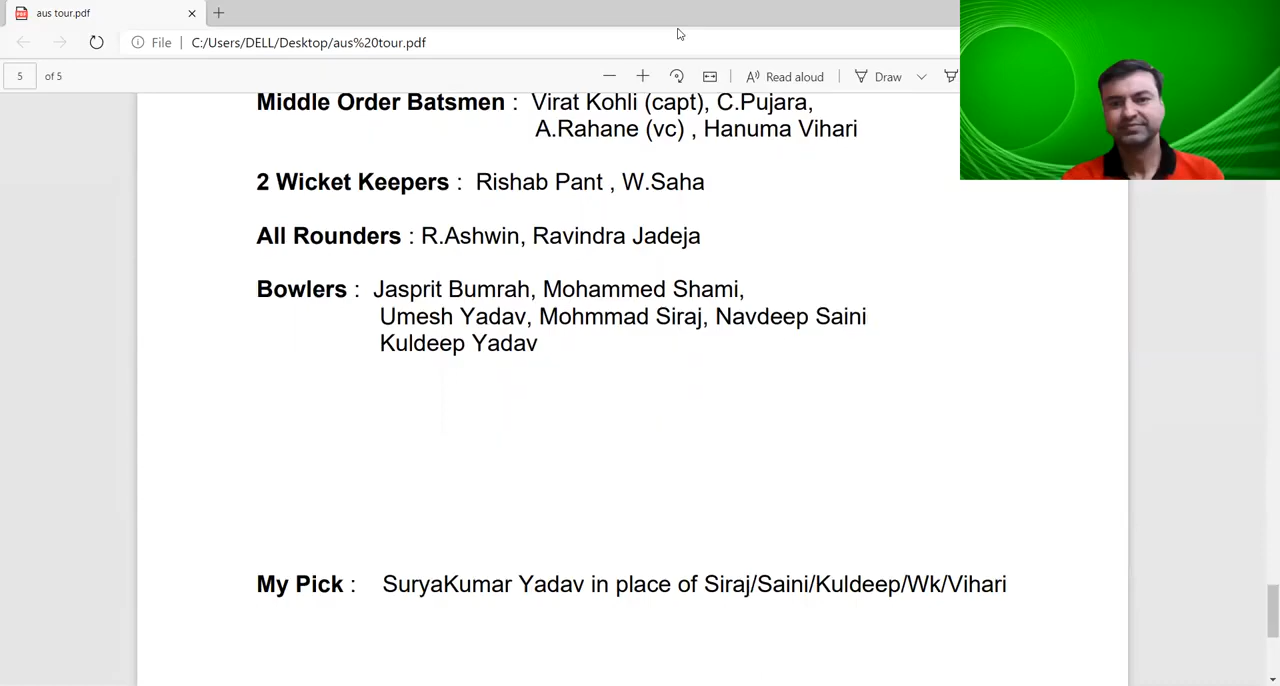 aus tour.pdf
File
C:/Users/DELL/Desktop/aus%20tour.pdf
5 of 5
Read aloud
Draw
Middle Order Batsmen : Virat Kohli (capt), C.Pujara,
A.Rahane (vc) , Hanuma Vihari
2 Wicket Keepers : Rishab Pant , W.Saha
All Rounders : R.Ashwin, Ravindra Jadeja
Bowlers : Jasprit Bumrah, Mohammed Shami,
Umesh Yadav, Mohmmad Siraj, Navdeep Saini
Kuldeep Yadav
My Pick : SuryaKumar Yadav in place of Siraj/Saini/Kuldeep/Wk/Vihari